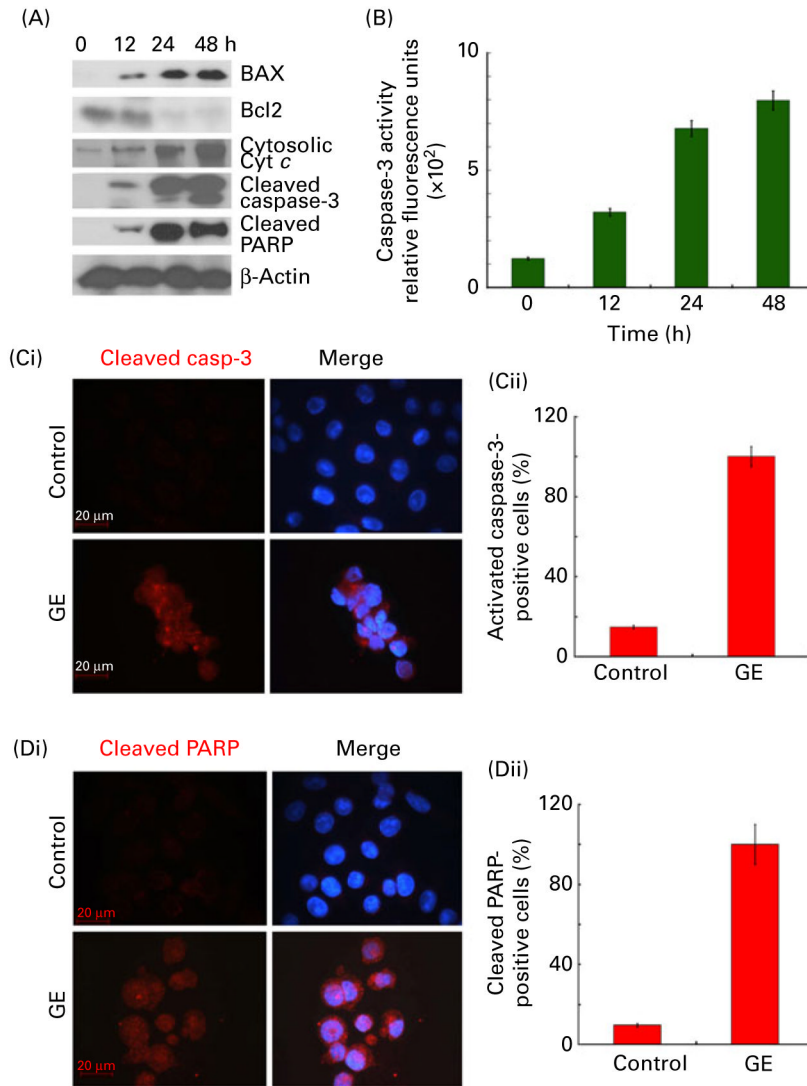 (A)
0 12 24 48 h
BAX
Bcl2
Cytosolic
Cyt c
Cleaved
caspase-3
Cleaved
PARP
β-Actin
(B)
Caspase-3 activity
relative fluorescence units
(×10²)
10
5
0
0 12 24 48
Time (h)
(Ci)
Cleaved casp-3 Merge
Control
20 µm
GE
20 µm
(Cii)
Activated caspase-3-
positive cells (%)
120
80
40
0
Control GE
(Di)
Cleaved PARP Merge
Control
20 µm
GE
20 µm
(Dii)
Cleaved PARP-
positive cells (%)
120
80
40
0
Control GE